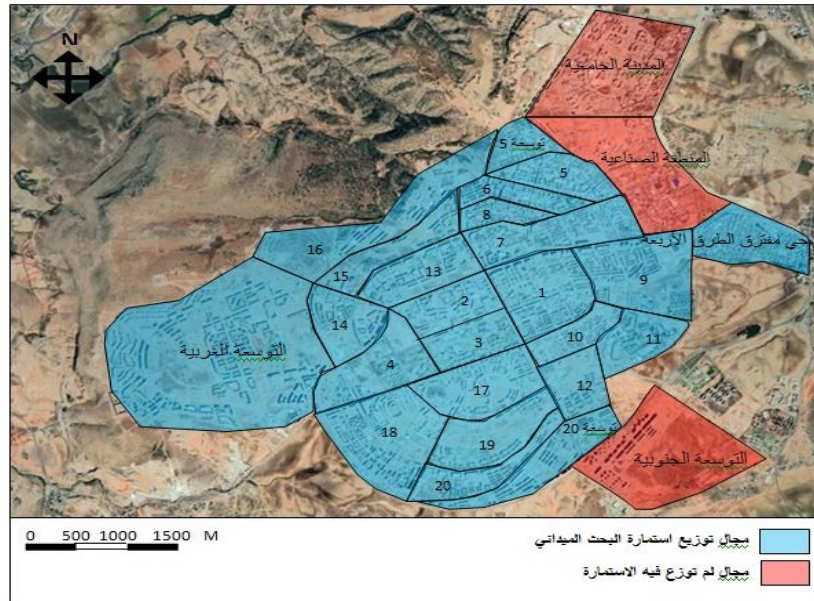 N
المدينة الجامعية
المنطقة الصناعية
توسعة 5
5
6
8
7
حي مفترق الطرق الأربعة
16
15
13
9
1
2
14
3
10
11
التوسعة الغربية
4
12
17
18
توسعة 20
19
التوسعة الجنوبية
20
0 500 1000 1500 M
مجال توزيع استمارة البحث الميداني
مجال لم توزع فيه الاستمارة